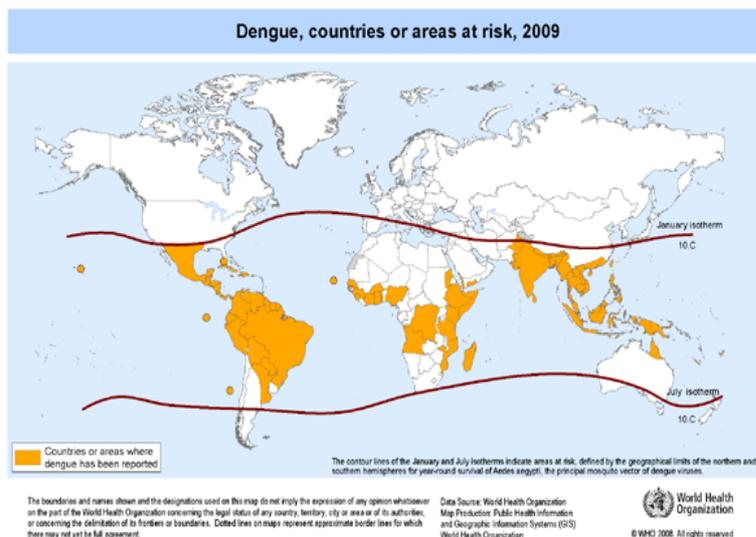 Dengue, countries or areas at risk, 2009
January isotherm
10.C
July isotherm
10.C
Countries or areas where
dengue has been reported
The contour lines of the January and July isotherms indicate areas at risk, defined by the geographical limits of the northern and
southern hemispheres for year-round survival of Aedes aegypti, the principal mosquito vector of dengue viruses.
The boundaries and names shown and the designations used on this map do not imply the expression of any opinion whatsoever
on the part of the World Health Organization concerning the legal status of any country, territory, city or area or of its authorities,
or concerning the delimitation of its frontiers or boundaries. Dotted lines on maps represent approximate border lines for which
there may not yet be full agreement.
Data Source: World Health Organization
Map Production: Public Health Information
and Geographic Information Systems (GIS)
World Health Organization
World Health
Organization
© WHO 2008. All rights reserved